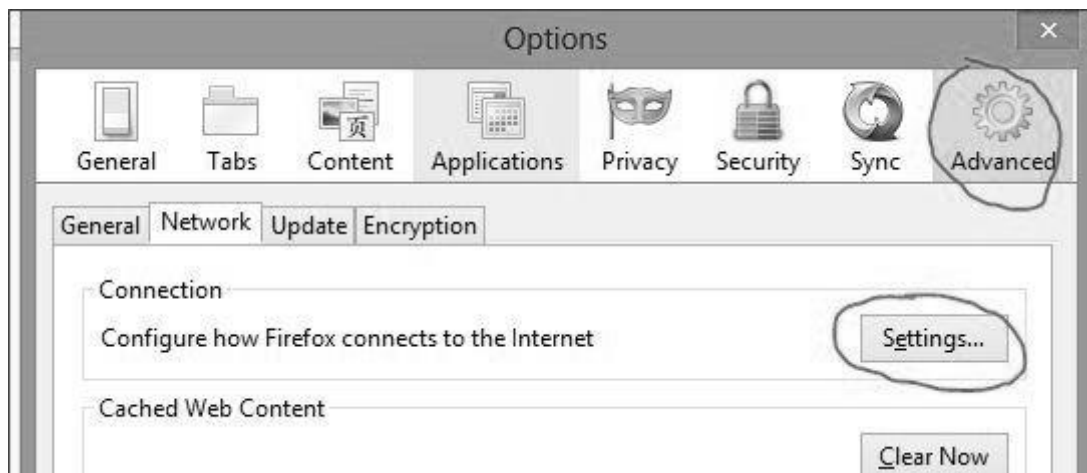 Options
×
页
General Tabs Content Applications Privacy Security Sync Advanced
General Network Update Encryption
Connection
Configure how Firefox connects to the Internet Settings...
Cached Web Content
Clear Now